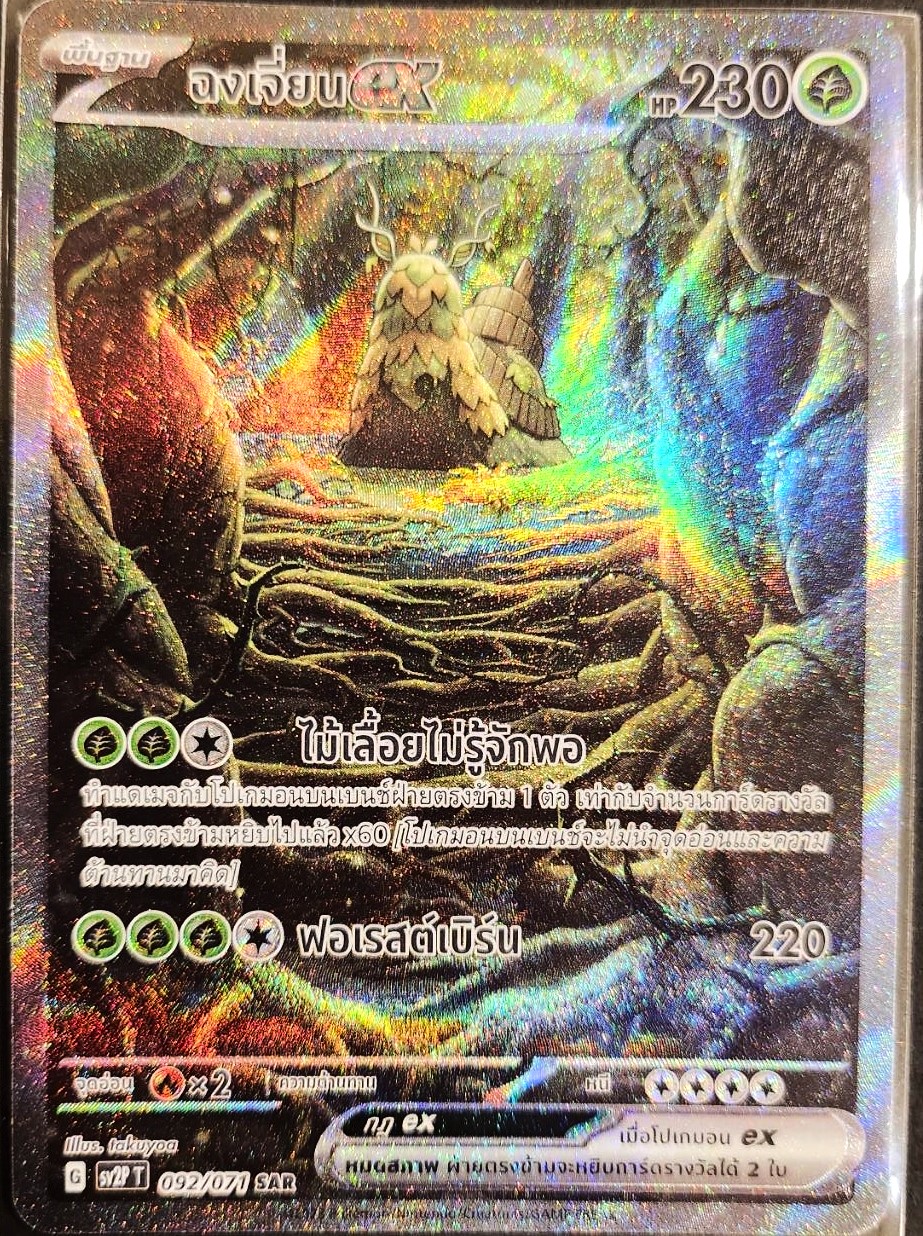 พื้นฐาน
ฉงเจี่ยน ex
HP 230
ไม้เลื้อยไม่รู้จักพอ
ทำแดเมจกับโปเกมอนบนเบนช์ฝ่ายตรงข้าม 1 ตัว เท่ากับจำนวนการ์ดรางวัล
ที่ฝ่ายตรงข้ามหยิบไปแล้ว x60 [โปเกมอนบนเบนช์จะไม่นำจุดอ่อนและความ
ต้านทานมาคิด]
ฟอเรสต์เบิร์น 220
จุดอ่อน ×2 ความต้านทาน หนี
กฎ ex เมื่อโปเกมอน ex
หมดสภาพ ฝ่ายตรงข้ามจะหยิบการ์ดรางวัลได้ 2 ใบ
Illus. takuyoa
G sv2P T 092/071 SAR